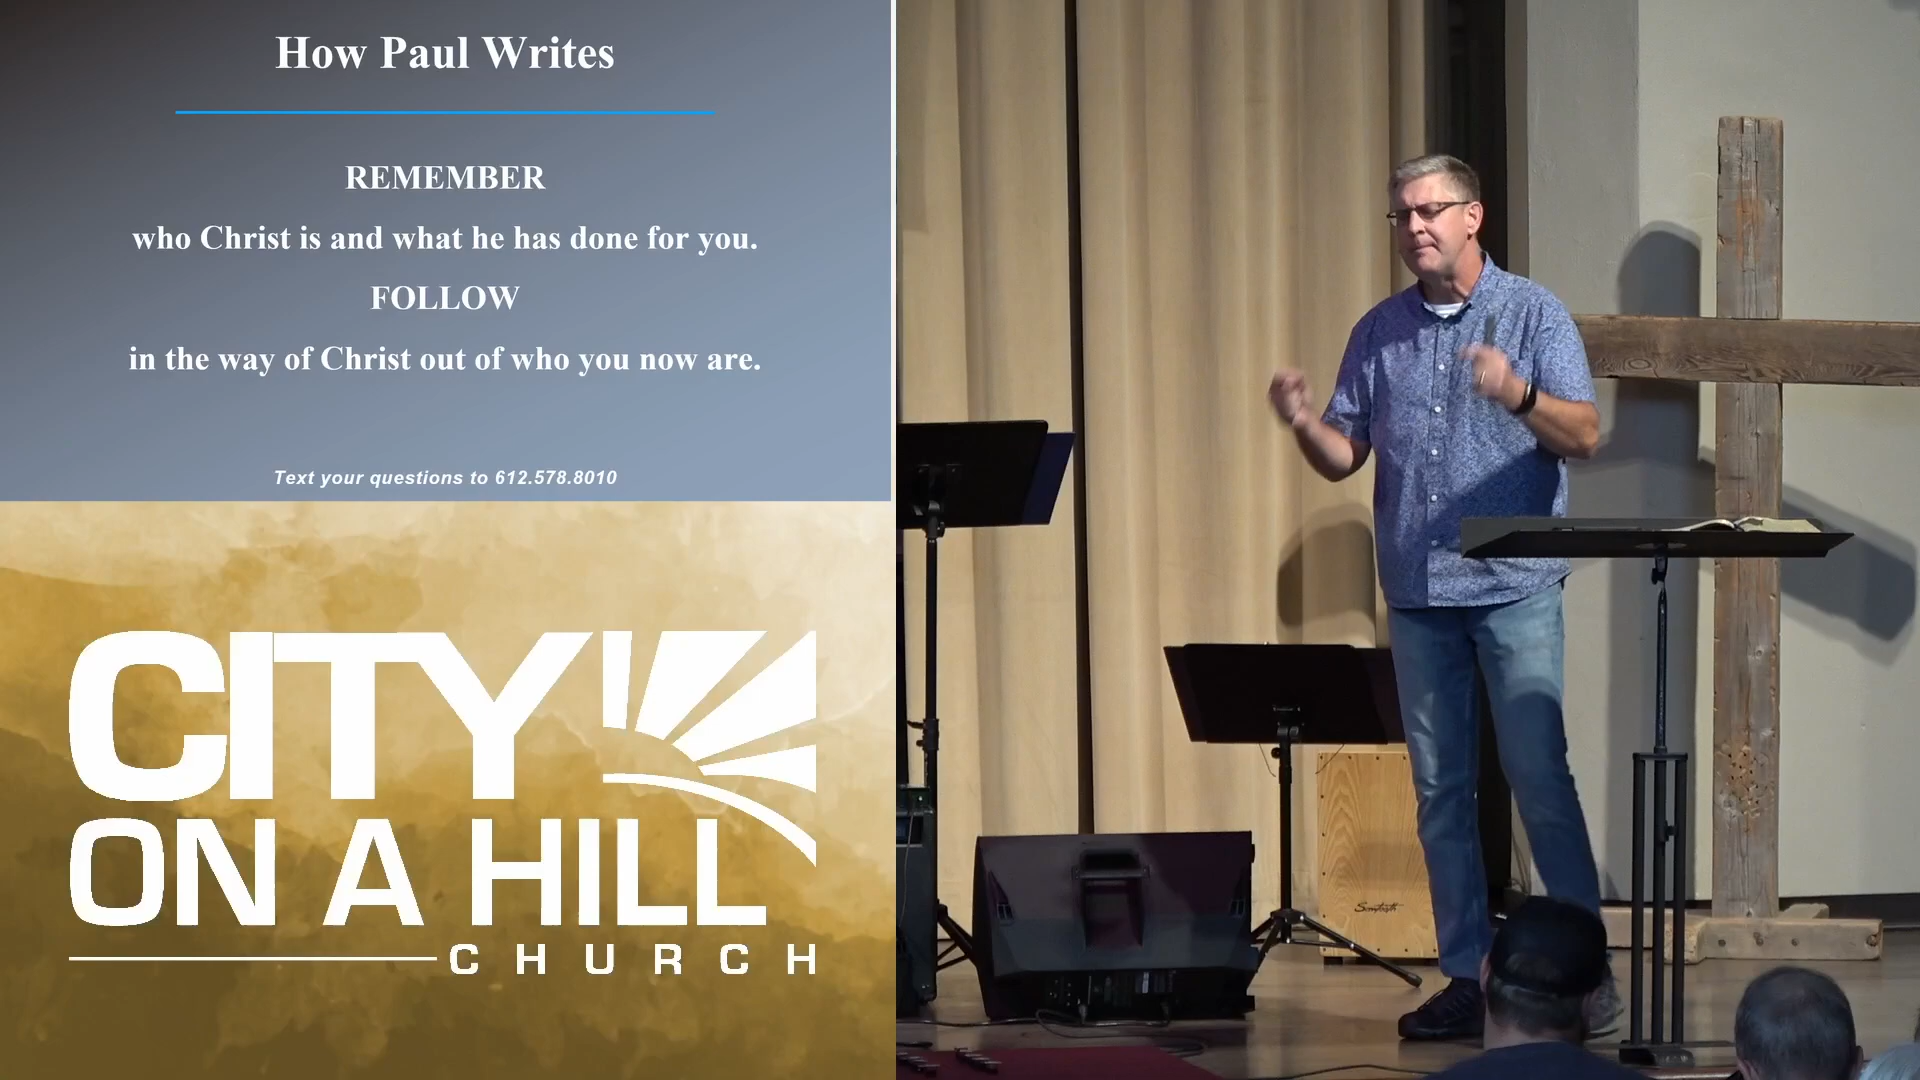 How Paul Writes
REMEMBER
who Christ is and what he has done for you.
FOLLOW
in the way of Christ out of who you now are.
Text your questions to 612.578.8010
CITY
ON A HILL
CHURCH
Sawtooth